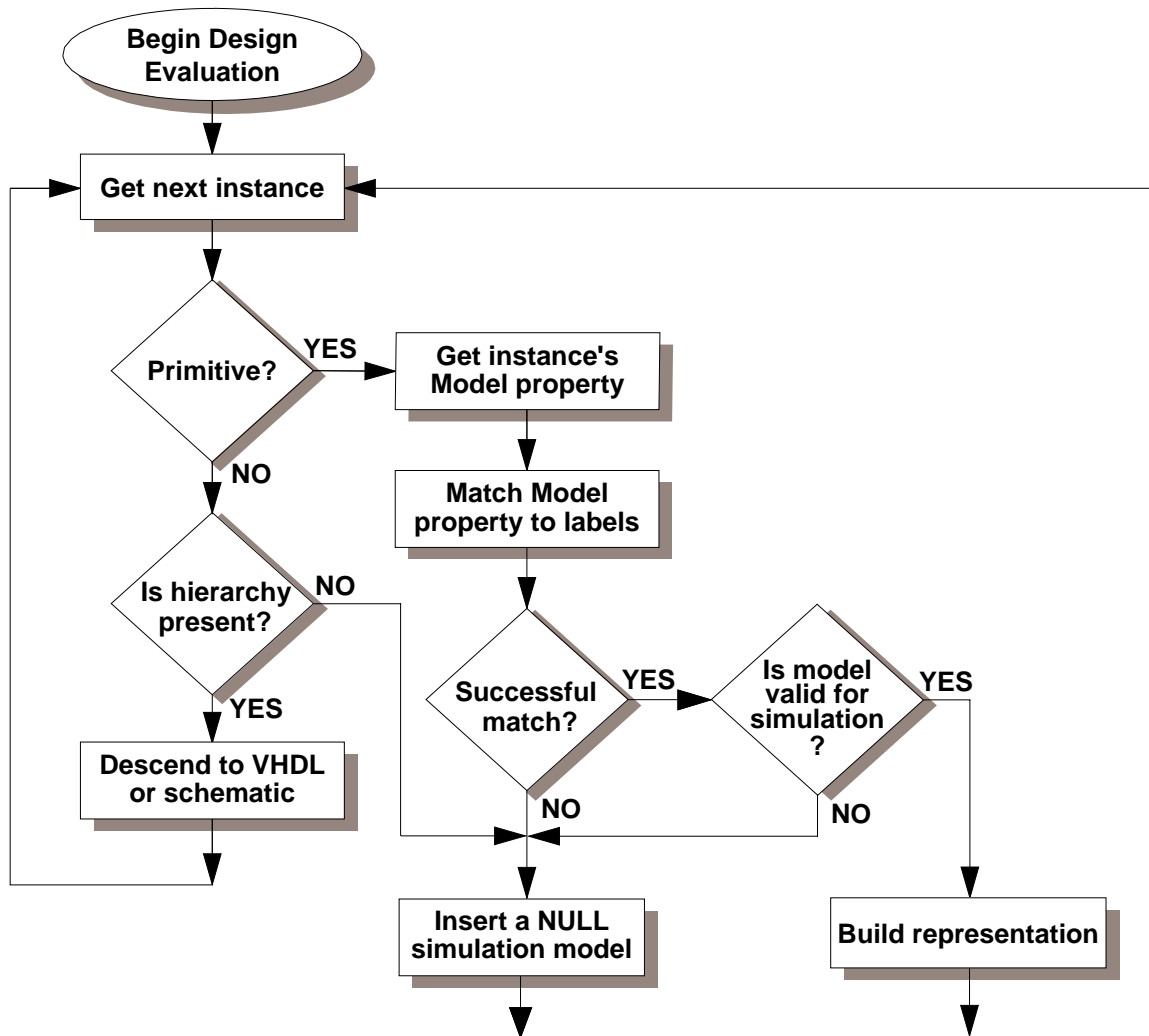 Begin Design
Evaluation
Get next instance
Primitive?
YES
Get instance's
Model property
NO
Match Model
property to labels
Is hierarchy
present?
NO
YES
Successful
match?
YES
Is model
valid for
simulation
?
YES
Descend to VHDL
or schematic
NO
NO
Insert a NULL
simulation model
Build representation